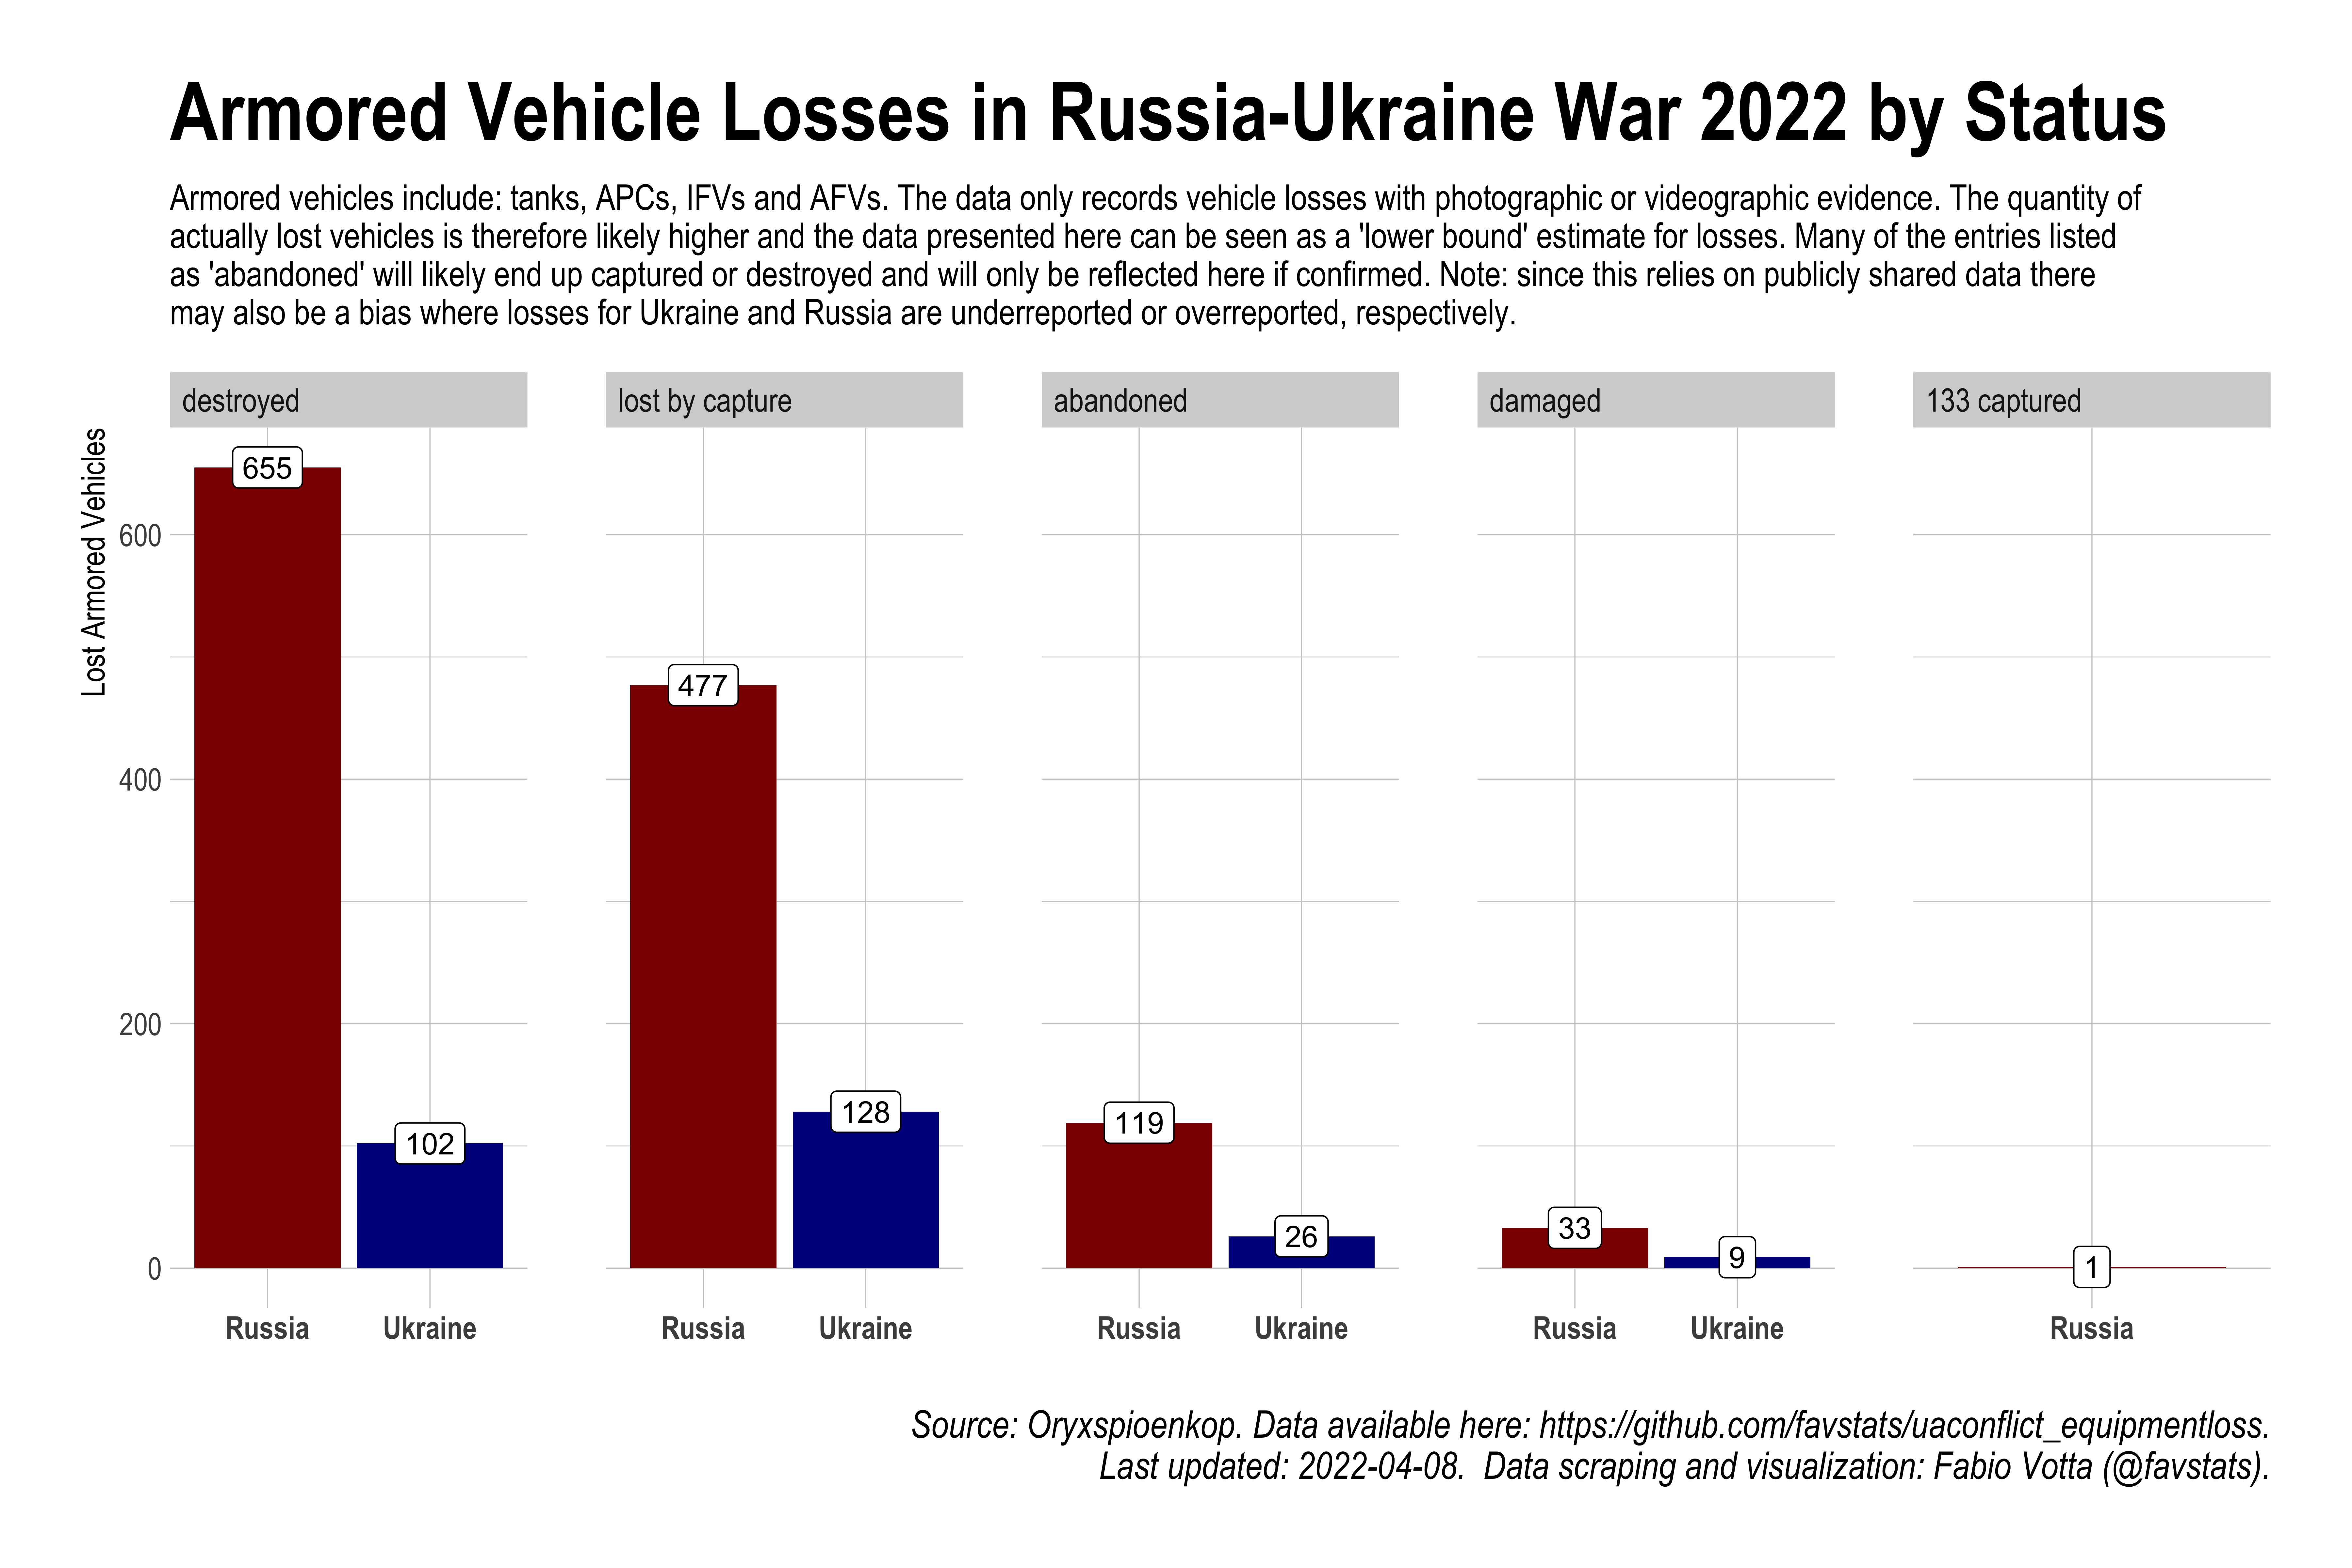 Armored Vehicle Losses in Russia-Ukraine War 2022 by Status
Armored vehicles include: tanks, APCs, IFVs and AFVs. The data only records vehicle losses with photographic or videographic evidence. The quantity of
actually lost vehicles is therefore likely higher and the data presented here can be seen as a 'lower bound' estimate for losses. Many of the entries listed
as 'abandoned' will likely end up captured or destroyed and will only be reflected here if confirmed. Note: since this relies on publicly shared data there
may also be a bias where losses for Ukraine and Russia are underreported or overreported, respectively.
destroyed
lost by capture
abandoned
damaged
133 captured
Lost Armored Vehicles
600
400
200
0
655
102
477
128
119
26
33
9
1
Russia
Ukraine
Russia
Ukraine
Russia
Ukraine
Russia
Ukraine
Russia
Source: Oryxspioenkop. Data available here: https://github.com/favstats/uaconflict_equipmentloss.
Last updated: 2022-04-08.  Data scraping and visualization: Fabio Votta (@favstats).